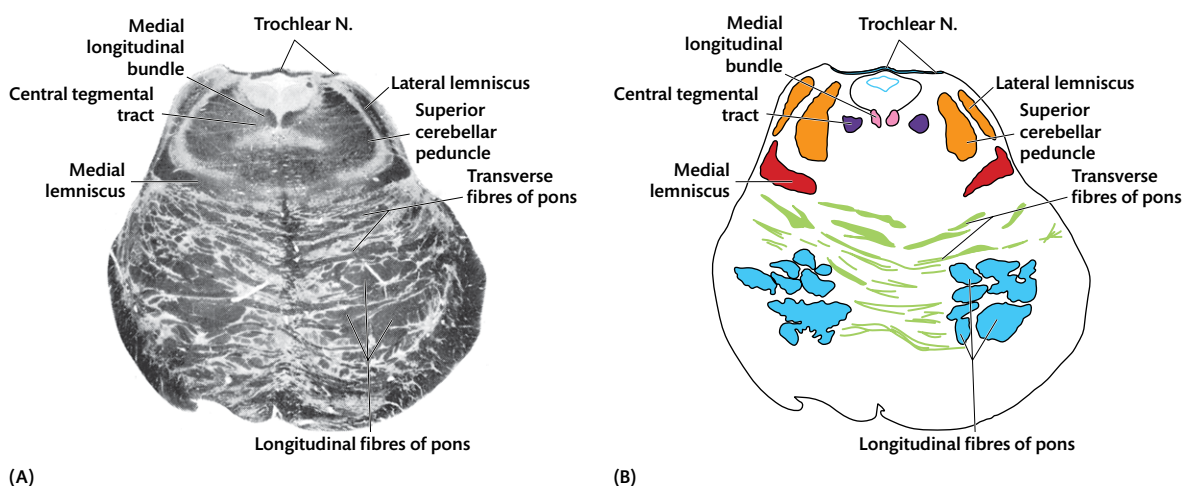 Medial
longitudinal
bundle
Trochlear N.
Central tegmental
tract
Lateral lemniscus
Superior
cerebellar
peduncle
Medial
lemniscus
Transverse
fibres of pons
Longitudinal fibres of pons
(A)
Medial
longitudinal
bundle
Trochlear N.
Central tegmental
tract
Lateral lemniscus
Superior
cerebellar
peduncle
Medial
lemniscus
Transverse
fibres of pons
Longitudinal fibres of pons
(B)